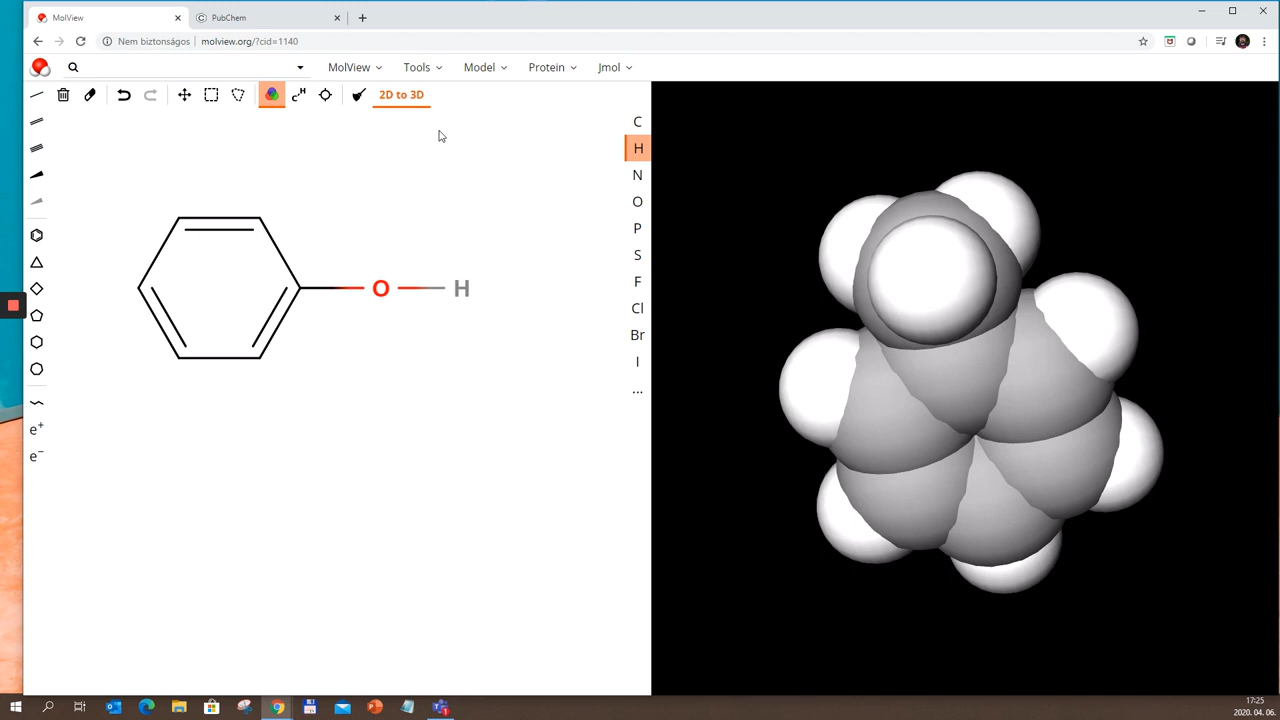 MolView
PubChem
Nem biztonságos
molview.org/?cid=1140
MolView Tools Model Protein Jmol
2D to 3D
C
H
N
O
P
S
F
Cl
Br
I
...
O H
e+
e−
17:25
2020. 04. 06.